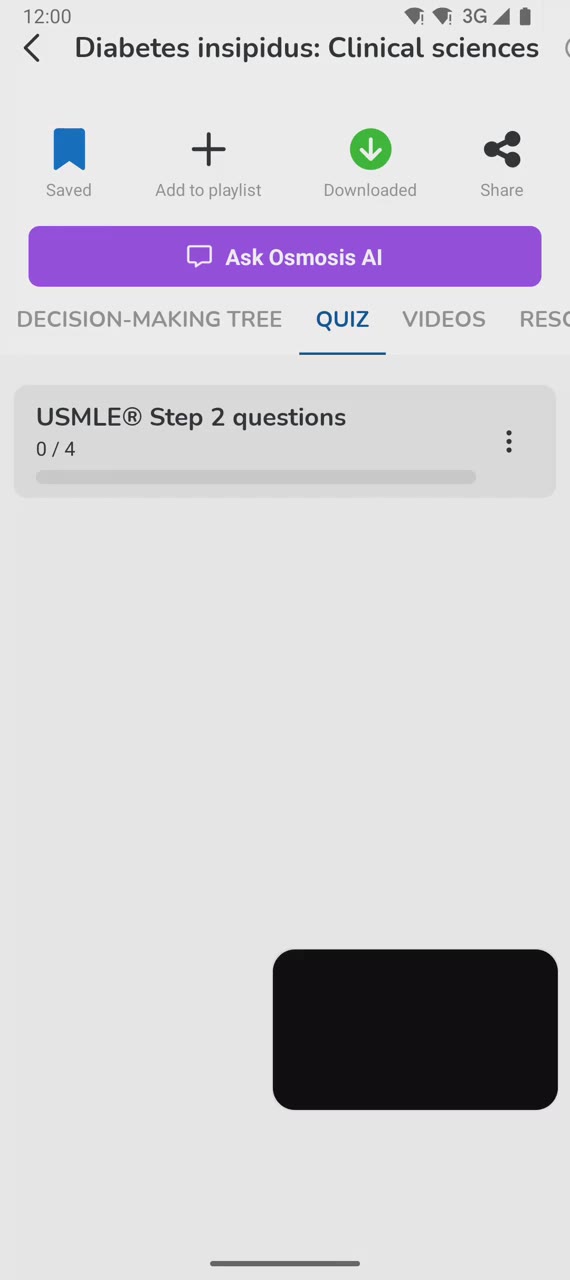 12:00
3G
Diabetes insipidus: Clinical sciences
Saved
Add to playlist
Downloaded
Share
Ask Osmosis AI
DECISION-MAKING TREE
QUIZ
VIDEOS
RESO
USMLE® Step 2 questions
0 / 4